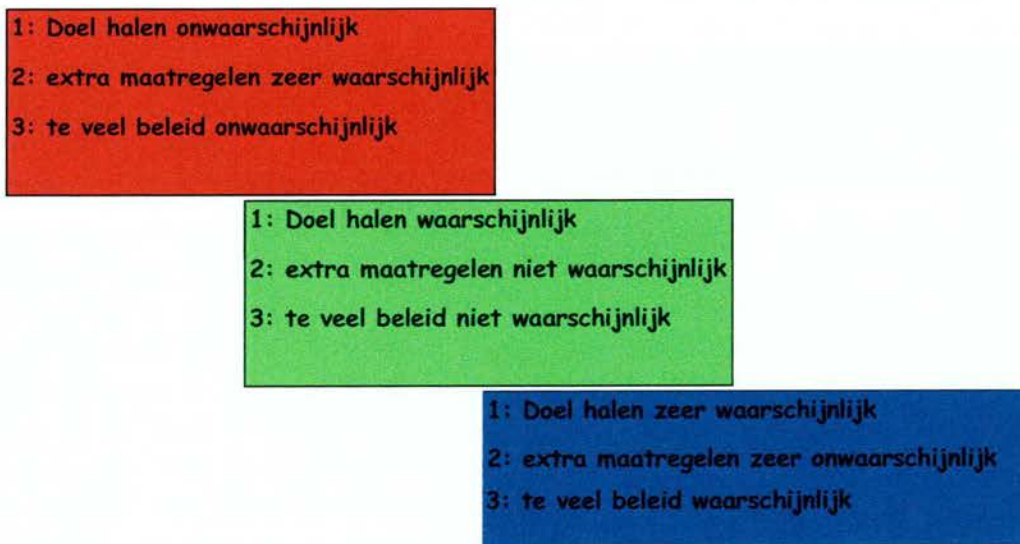 1: Doel halen onwaarschijnlijk
2: extra maatregelen zeer waarschijnlijk
3: te veel beleid onwaarschijnlijk
1: Doel halen waarschijnlijk
2: extra maatregelen niet waarschijnlijk
3: te veel beleid niet waarschijnlijk
1: Doel halen zeer waarschijnlijk
2: extra maatregelen zeer onwaarschijnlijk
3: te veel beleid waarschijnlijk